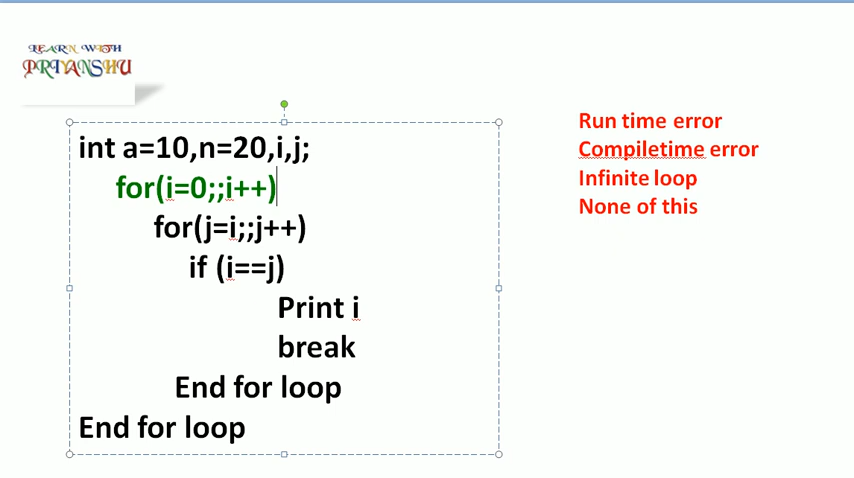 LEARN WITH
PRIYANSHU
int a=10,n=20,i,j;
for(i=0;;i++)
for(j=i;;j++)
if (i==j)
Print i
break
End for loop
End for loop
Run time error
Compiletime error
Infinite loop
None of this